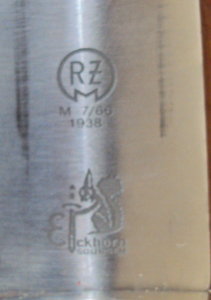 RZM
M 7/66
1938
Eickhorn
SOLINGEN